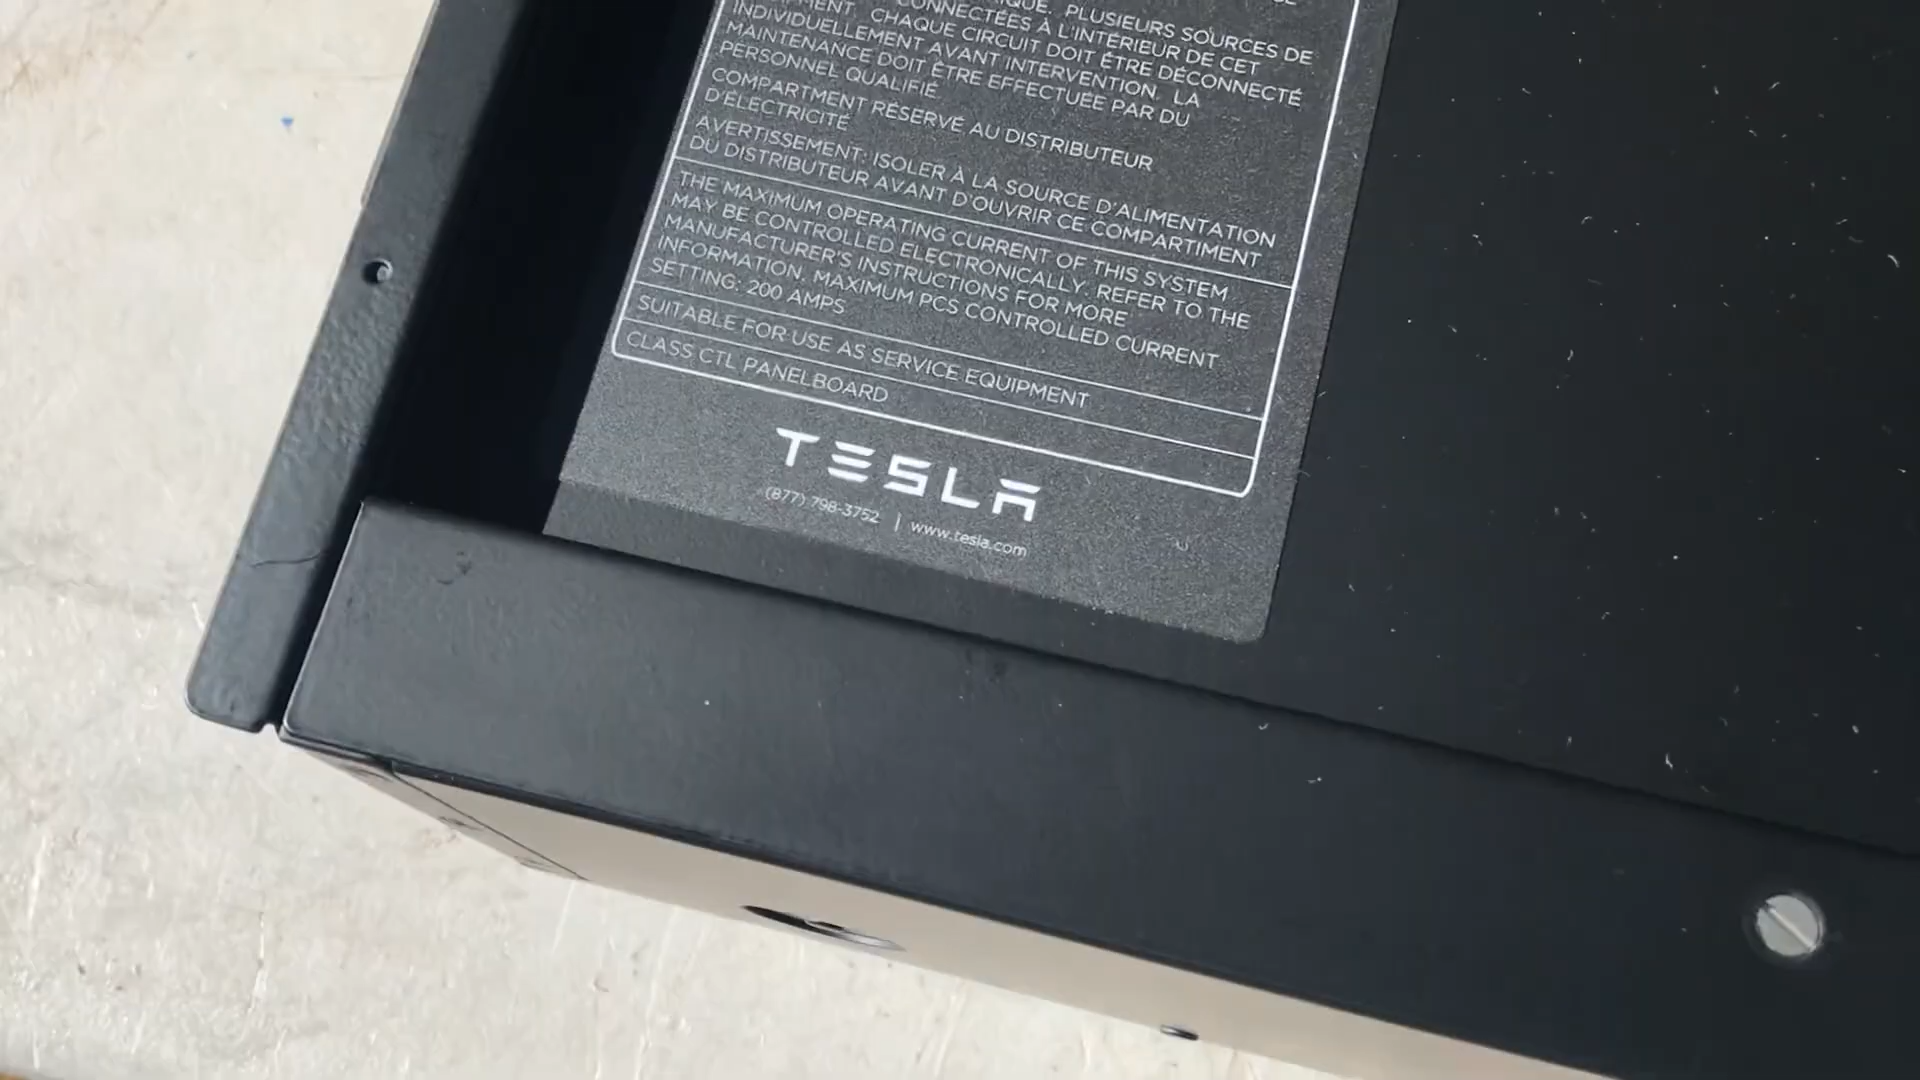 PLUSIEURS SOURCES DE
CONNECTÉES À L'INTÉRIEUR DE CET
CHAQUE CIRCUIT DOIT ÊTRE DÉCONNECTÉ
INDIVIDUELLEMENT AVANT INTERVENTION. LA
MAINTENANCE DOIT ÊTRE EFFECTUÉE PAR DU
PERSONNEL QUALIFIÉ
COMPARTMENT RÉSERVÉ AU DISTRIBUTEUR
D'ÉLECTRICITÉ
AVERTISSEMENT: ISOLER À LA SOURCE D'ALIMENTATION
DU DISTRIBUTEUR AVANT D'OUVRIR CE COMPARTIMENT
THE MAXIMUM OPERATING CURRENT OF THIS SYSTEM
MAY BE CONTROLLED ELECTRONICALLY. REFER TO THE
MANUFACTURER'S INSTRUCTIONS FOR MORE
INFORMATION. MAXIMUM PCS CONTROLLED CURRENT
SETTING: 200 AMPS
SUITABLE FOR USE AS SERVICE EQUIPMENT
CLASS CTL PANELBOARD
TESLA
(877) 798-3752 | www.tesla.com